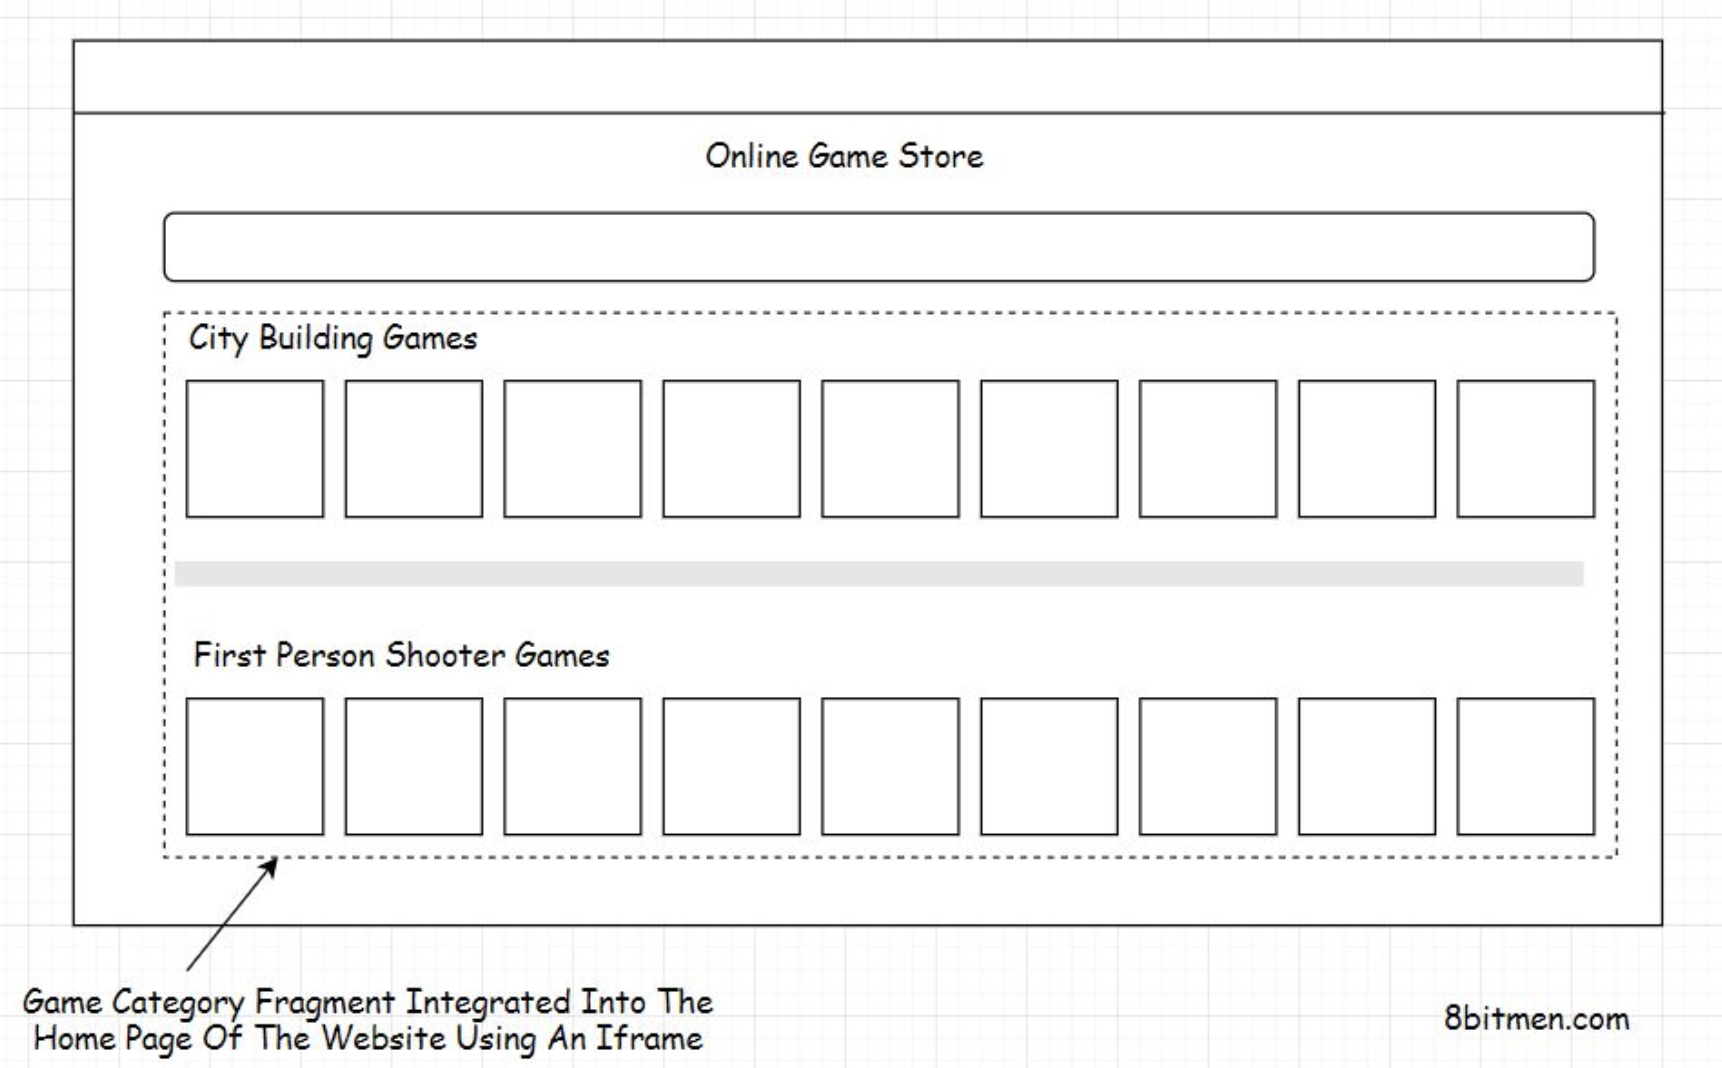 Online Game Store
City Building Games
First Person Shooter Games
Game Category Fragment Integrated Into The
Home Page Of The Website Using An Iframe
8bitmen.com